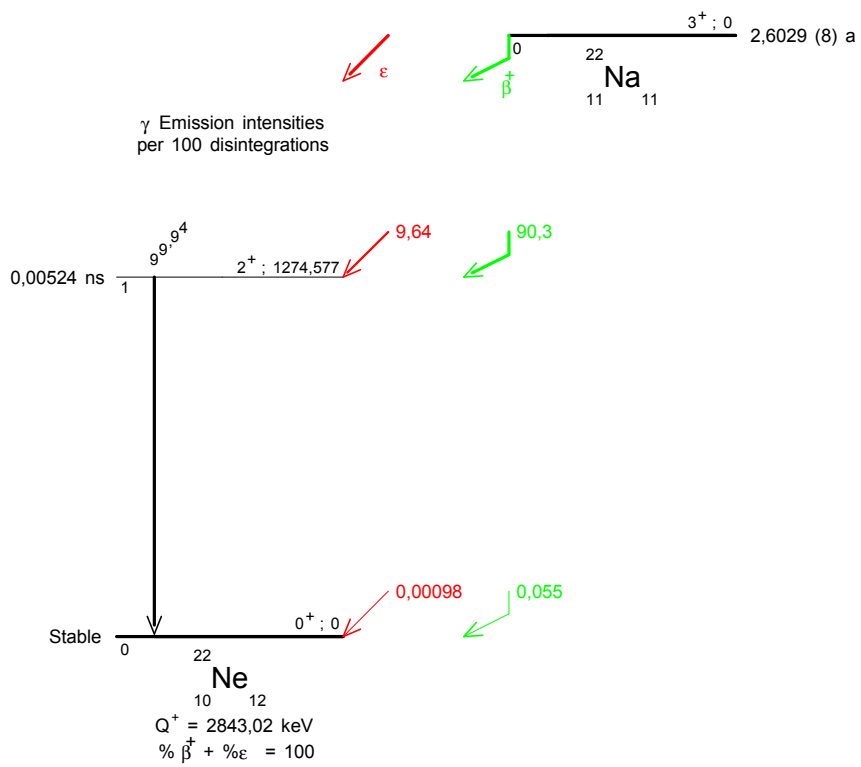 3+ ; 0
2,6029 (8) a
0
22
11 Na 11
ε
β+
γ Emission intensities
per 100 disintegrations
99,94
9,64
90,3
0,00524 ns
2+ ; 1274,577
1
0,00098
0,055
Stable
0+ ; 0
0
22
10 Ne 12
Q+ = 2843,02 keV
% β+ + %ε = 100